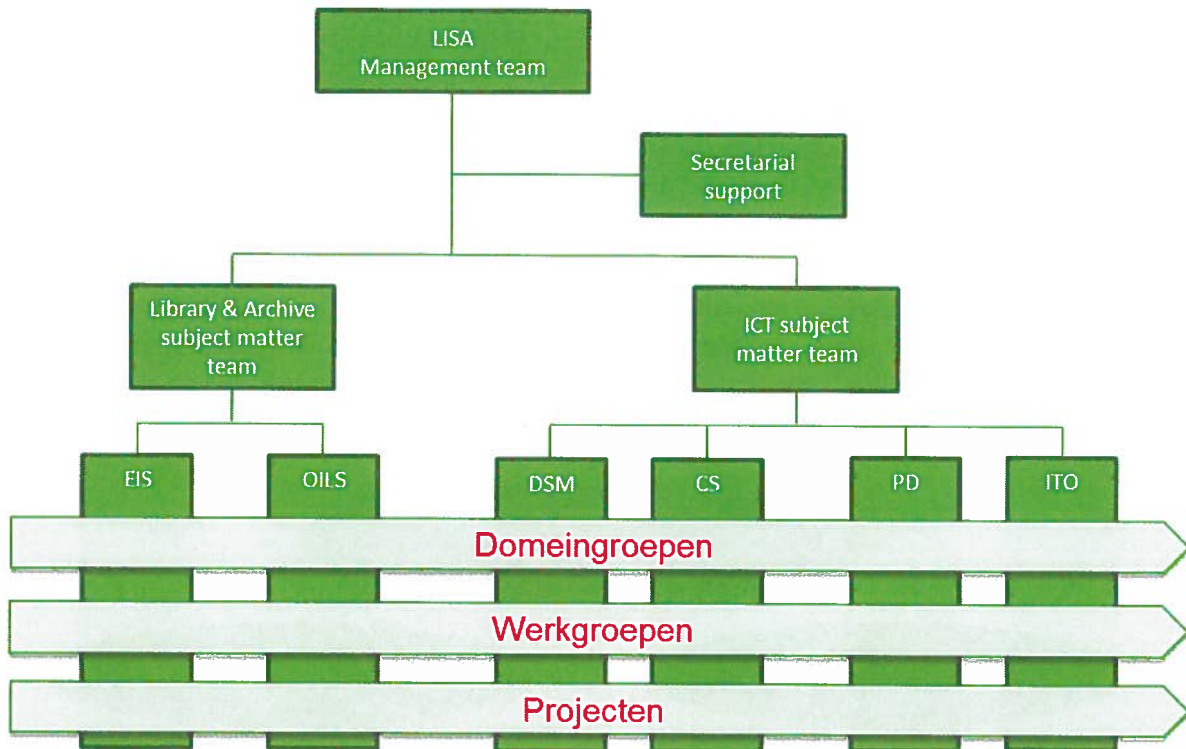 LISA
Management team
Secretarial
support
Library & Archive
subject matter
team
ICT subject
matter team
EIS
OILS
DSM
CS
PD
ITO
Domeingroepen
Werkgroepen
Projecten